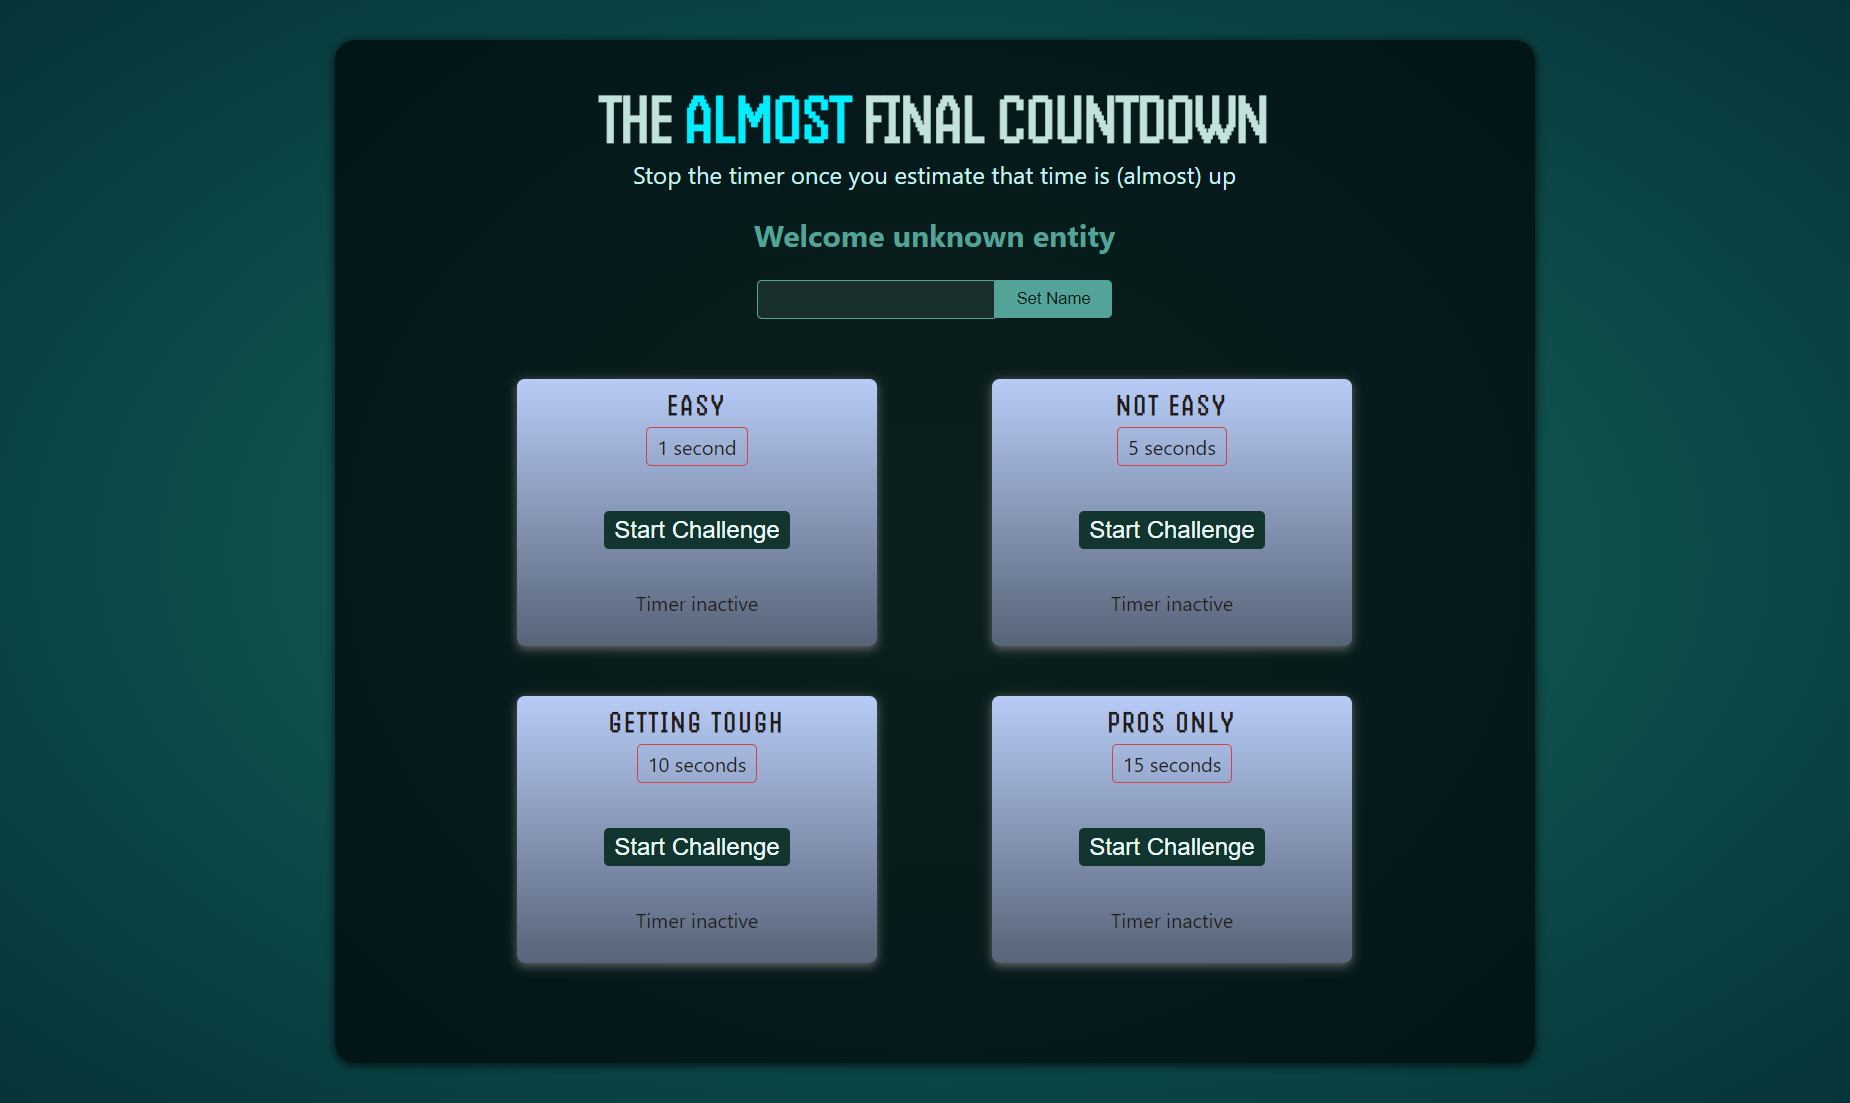 THE ALMOST FINAL COUNTDOWN
Stop the timer once you estimate that time is (almost) up
Welcome unknown entity
Set Name
EASY
1 second
Start Challenge
Timer inactive
NOT EASY
5 seconds
Start Challenge
Timer inactive
GETTING TOUGH
10 seconds
Start Challenge
Timer inactive
PROS ONLY
15 seconds
Start Challenge
Timer inactive